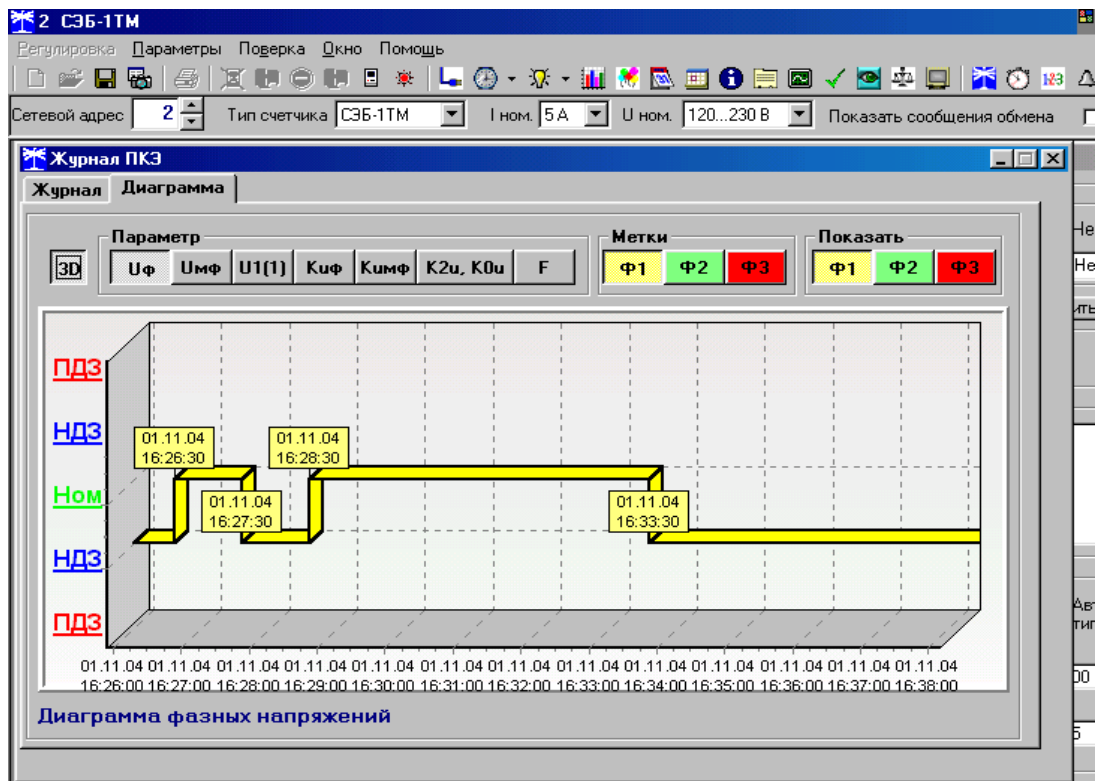 2 СЭБ-1ТМ
Регулировка Параметры Поверка Окно Помощь
Сетевой адрес 2 Тип счетчика СЭБ-1ТМ I ном. 5 А U ном. 120...230 В Показать сообщения обмена
Журнал ПКЭ
Журнал Диаграмма
Параметр Метки Показать
3D Uф Uмф U1(1) Kuф Kuмф K2u, K0u F Ф1 Ф2 Ф3 Ф1 Ф2 Ф3
ПДЗ
НДЗ
Ном
НДЗ
ПДЗ
01.11.04
16:26:30
01.11.04
16:28:30
01.11.04
16:27:30
01.11.04
16:33:30
01.11.04 01.11.04 01.11.04 01.11.04 01.11.04 01.11.04 01.11.04 01.11.04 01.11.04 01.11.04 01.11.04 01.11.04 01.11.04
16:26:00 16:27:00 16:28:00 16:29:00 16:30:00 16:31:00 16:32:00 16:33:00 16:34:00 16:35:00 16:36:00 16:37:00 16:38:00
Диаграмма фазных напряжений